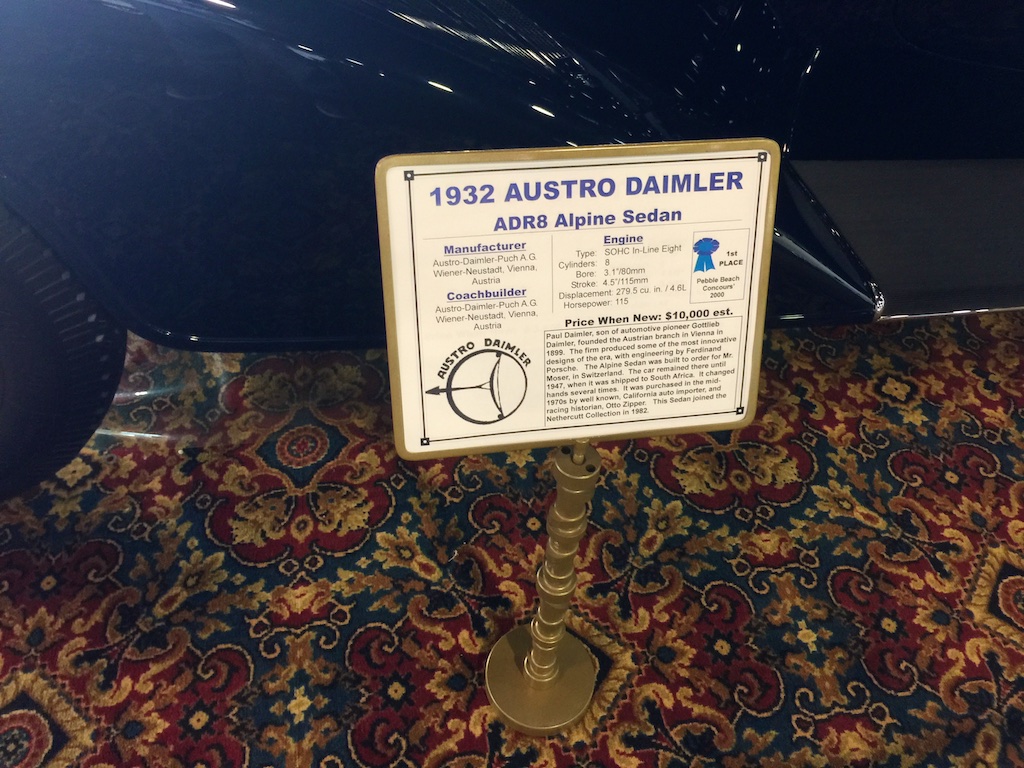 1932 AUSTRO DAIMLER
ADR8 Alpine Sedan
Manufacturer
Austro-Daimler-Puch A.G.
Wiener-Neustadt, Vienna,
Austria
Coachbuilder
Austro-Daimler-Puch A.G.
Wiener-Neustadt, Vienna,
Austria
Engine
Type: SOHC In-Line Eight
Cylinders: 8
Bore: 3.1"/80mm
Stroke: 4.5"/115mm
Displacement: 279.5 cu. in. / 4.6L
Horsepower: 115
1st
PLACE
Pebble Beach
Concours'
2000
Price When New: $10,000 est.
AUSTRO DAIMLER
Paul Daimler, son of automotive pioneer Gottlieb
Daimler, founded the Austrian branch in Vienna in
1899. The firm produced some of the most innovative
designs of the era, with engineering by Ferdinand
Porsche. The Alpine Sedan was built to order for Mr.
Moser, in Switzerland. The car remained there until
1947, when it was shipped to South Africa. It changed
hands several times. It was purchased in the mid-
1970s by well known, California auto importer, and
racing historian, Otto Zipper. This Sedan joined the
Nethercutt Collection in 1982.